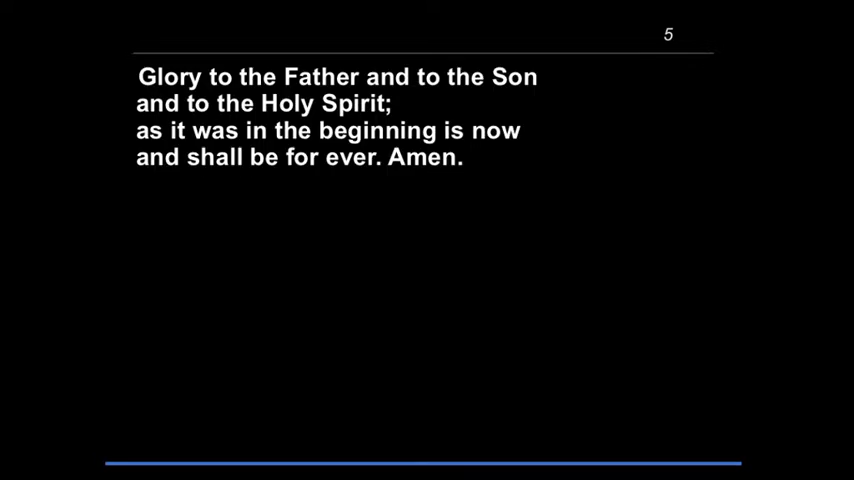 5
Glory to the Father and to the Son
and to the Holy Spirit;
as it was in the beginning is now
and shall be for ever. Amen.